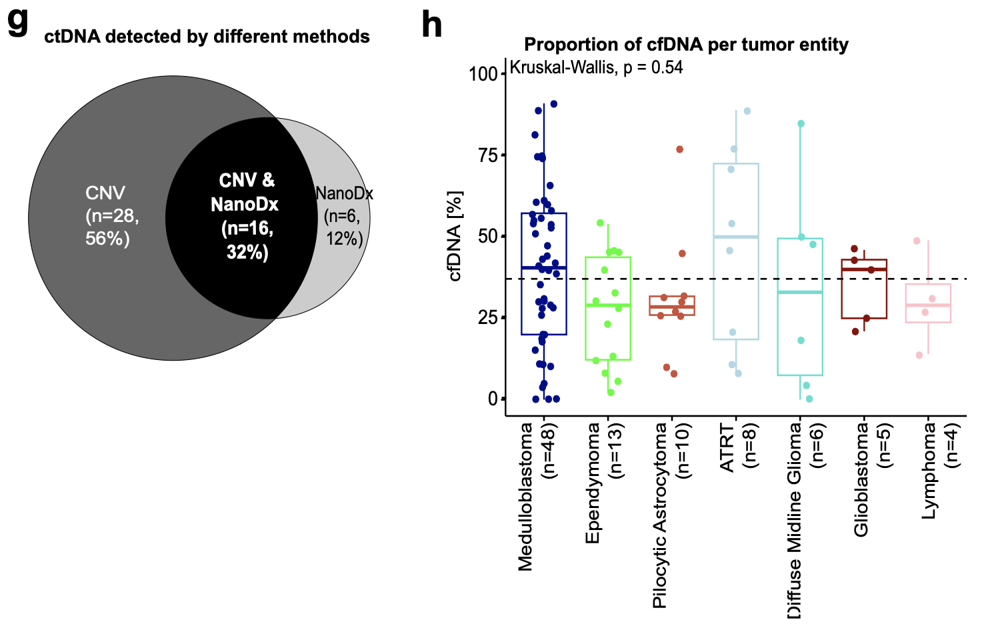 g
ctDNA detected by different methods
CNV
(n=28,
56%)
CNV &
NanoDx
(n=16,
32%)
NanoDx
(n=6,
12%)
h
Proportion of cfDNA per tumor entity
Kruskal-Wallis, p = 0.54
cfDNA [%]
100
75
50
25
0
Medulloblastoma
(n=48)
Ependymoma
(n=13)
Pilocytic Astrocytoma
(n=10)
ATRT
(n=8)
Diffuse Midline Glioma
(n=6)
Glioblastoma
(n=5)
Lymphoma
(n=4)